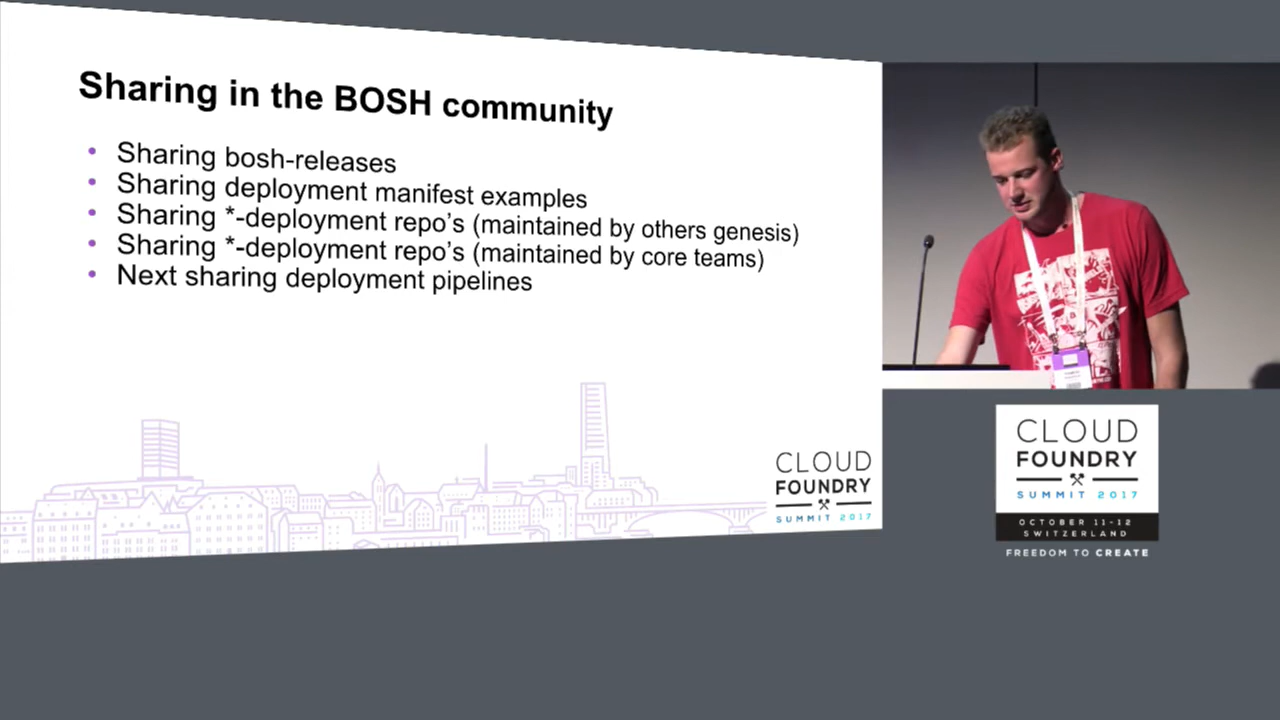 Sharing in the BOSH community
• Sharing bosh-releases
• Sharing deployment manifest examples
• Sharing *-deployment repo's (maintained by others genesis)
• Sharing *-deployment repo's (maintained by core teams)
• Next sharing deployment pipelines
CLOUD
FOUNDRY
SUMMIT 2017
CLOUD
FOUNDRY
SUMMIT 2017
OCTOBER 11-12
SWITZERLAND
FREEDOM TO CREATE